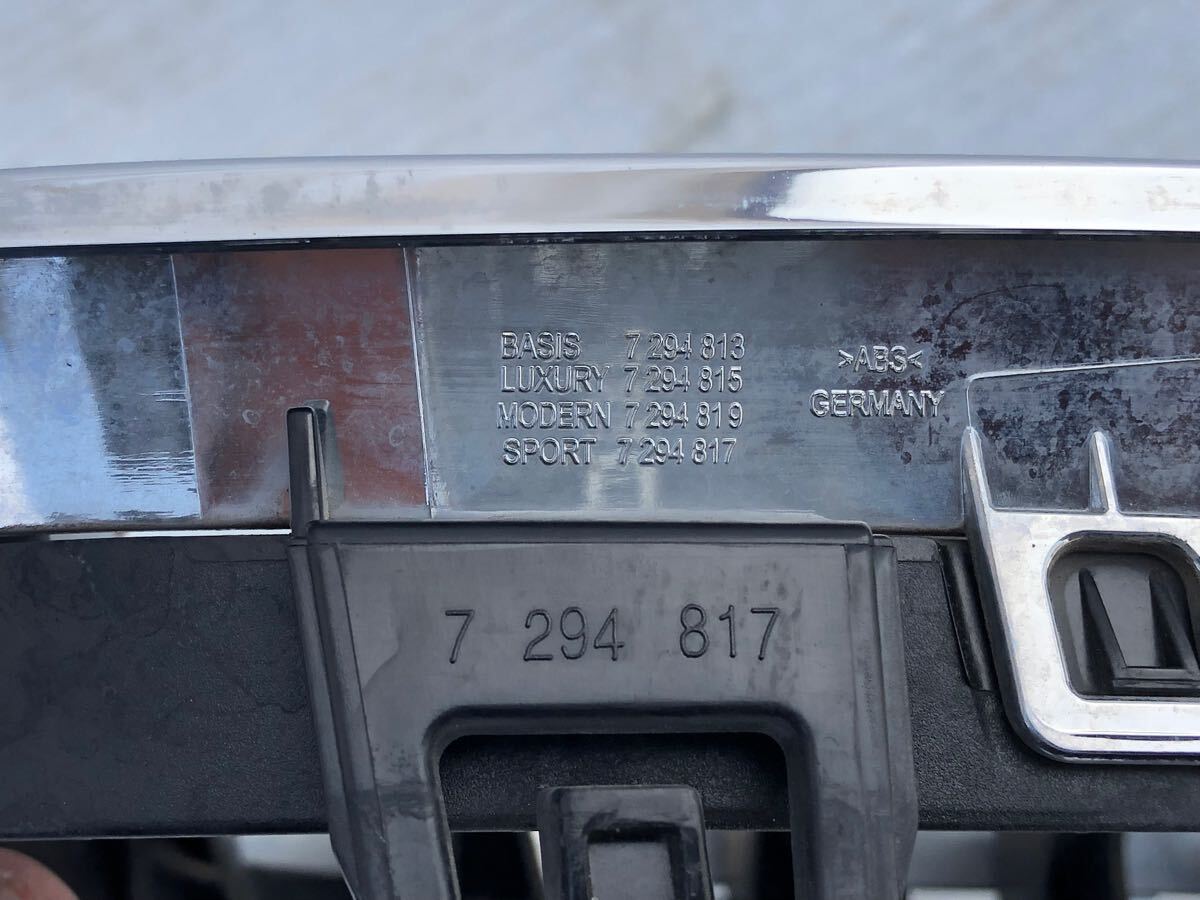 BASIS 7 294 813
LUXURY 7 294 815
MODERN 7 294 819
SPORT 7 294 817
>ABS<
GERMANY
7 294 817